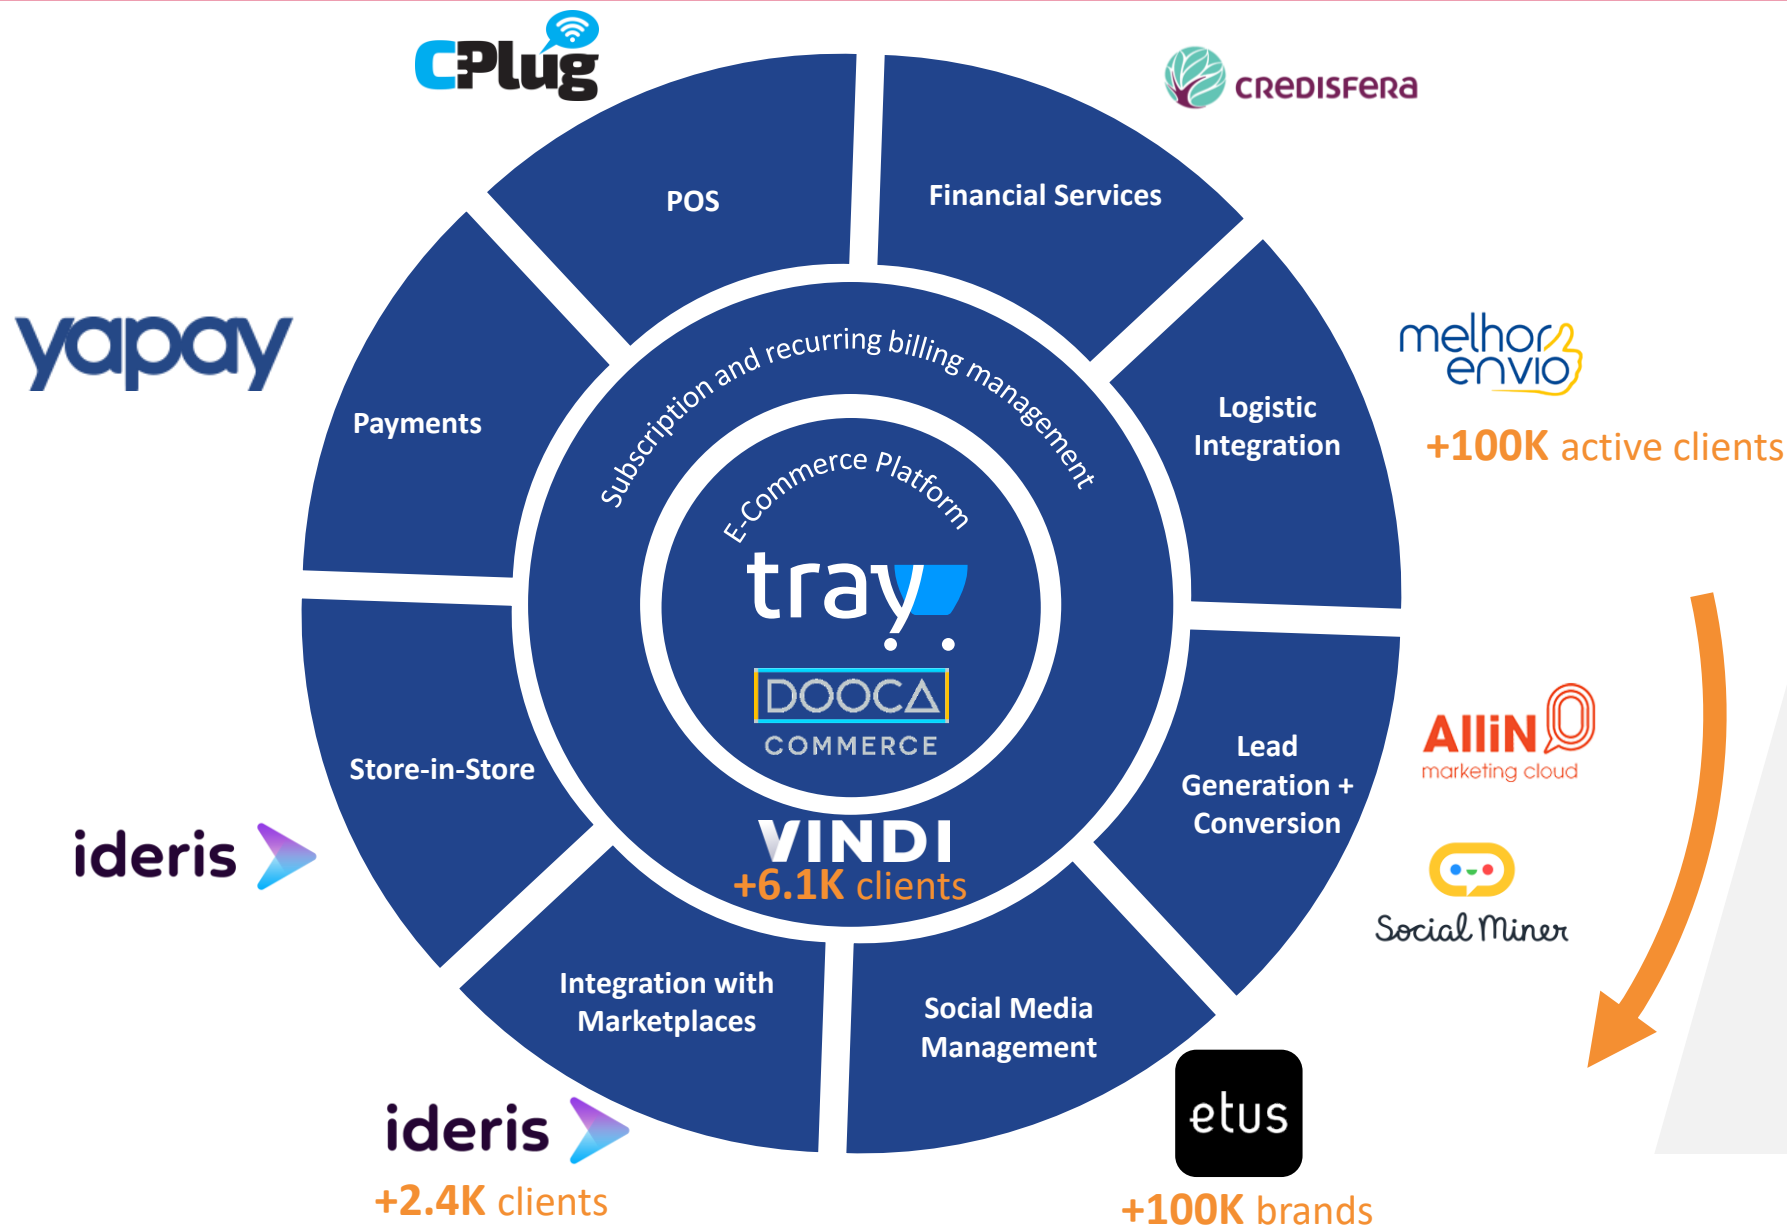 CPlug
CREDISFERA
POS
Financial Services
yapay
Payments
melhor
envio
+100K active clients
Logistic
Integration
Subscription and recurring billing management
E-Commerce Platform
tray
DOOCA
COMMERCE
VINDI
+6.1K clients
Store-in-Store
ideris
Lead
Generation +
Conversion
AlliN
marketing cloud
Social Miner
Integration with
Marketplaces
Social Media
Management
ideris
+2.4K clients
etus
+100K brands